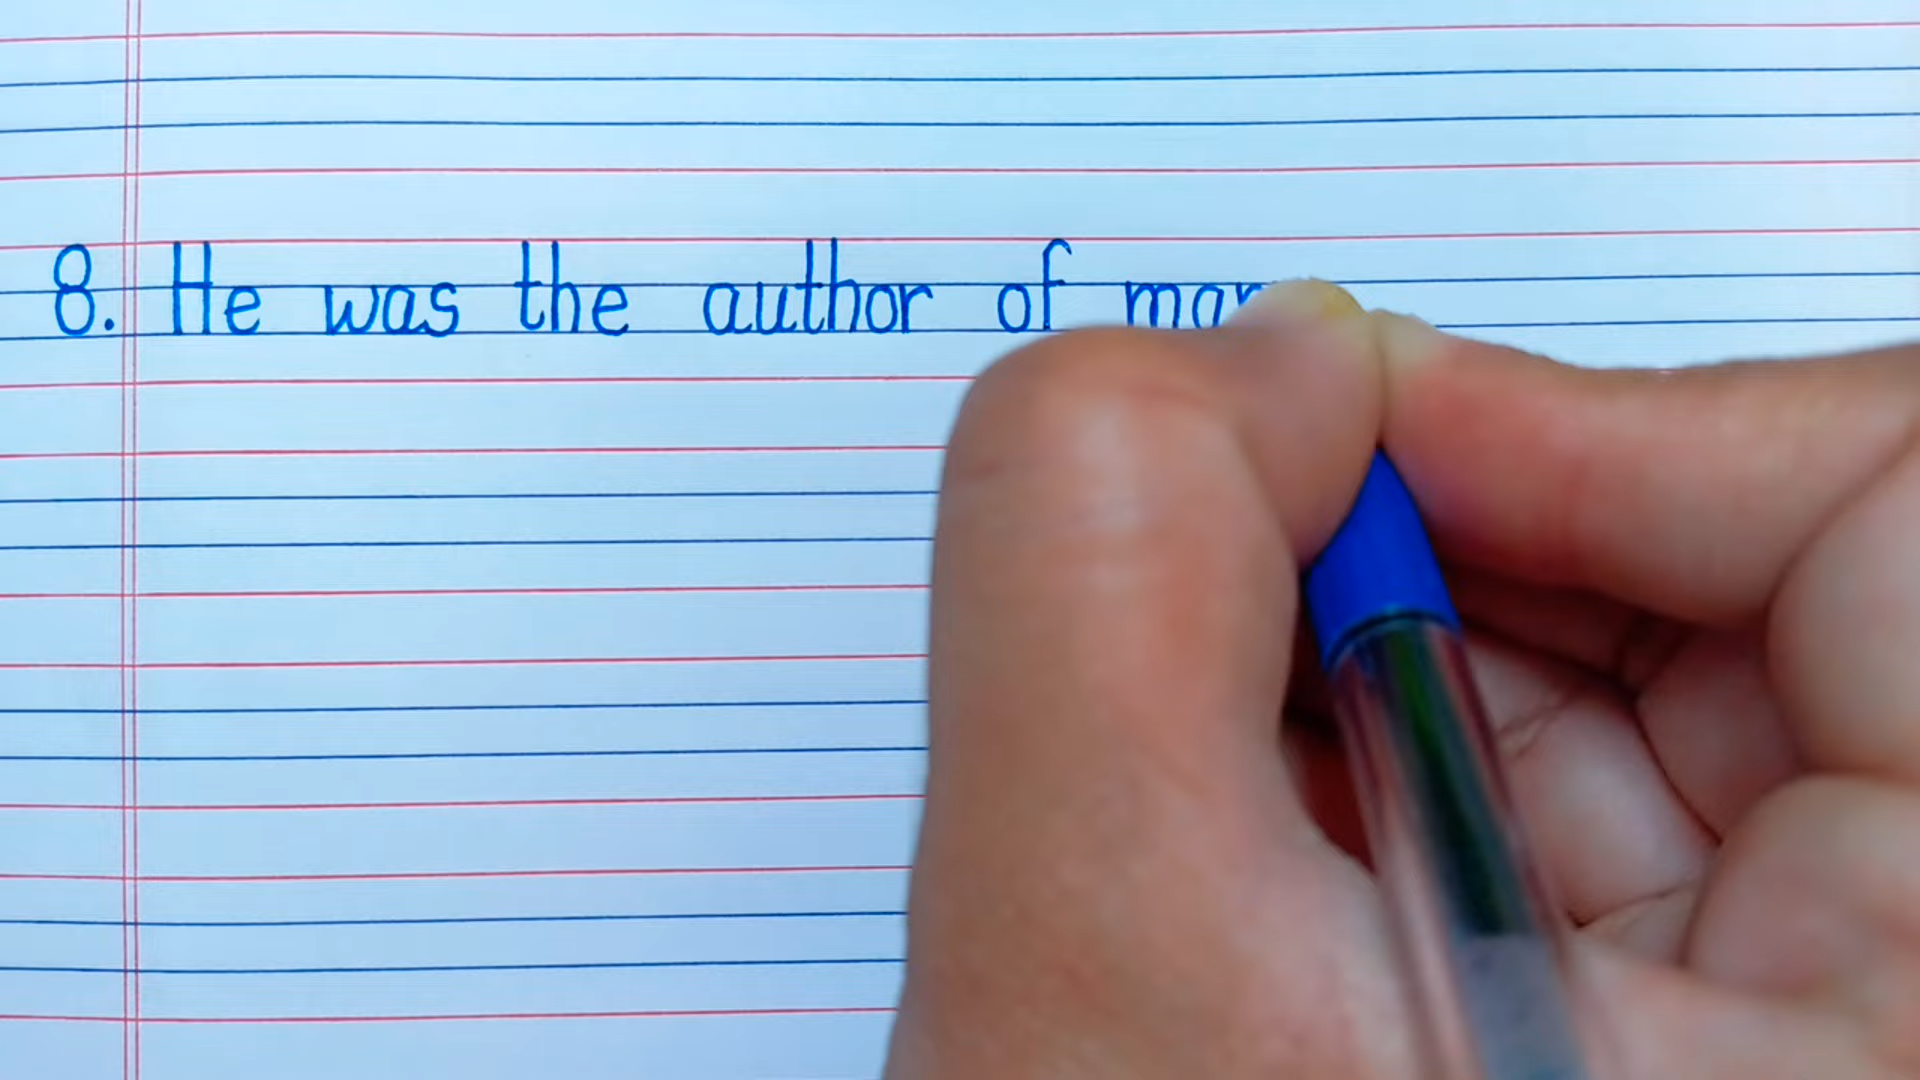 8. He was the author of